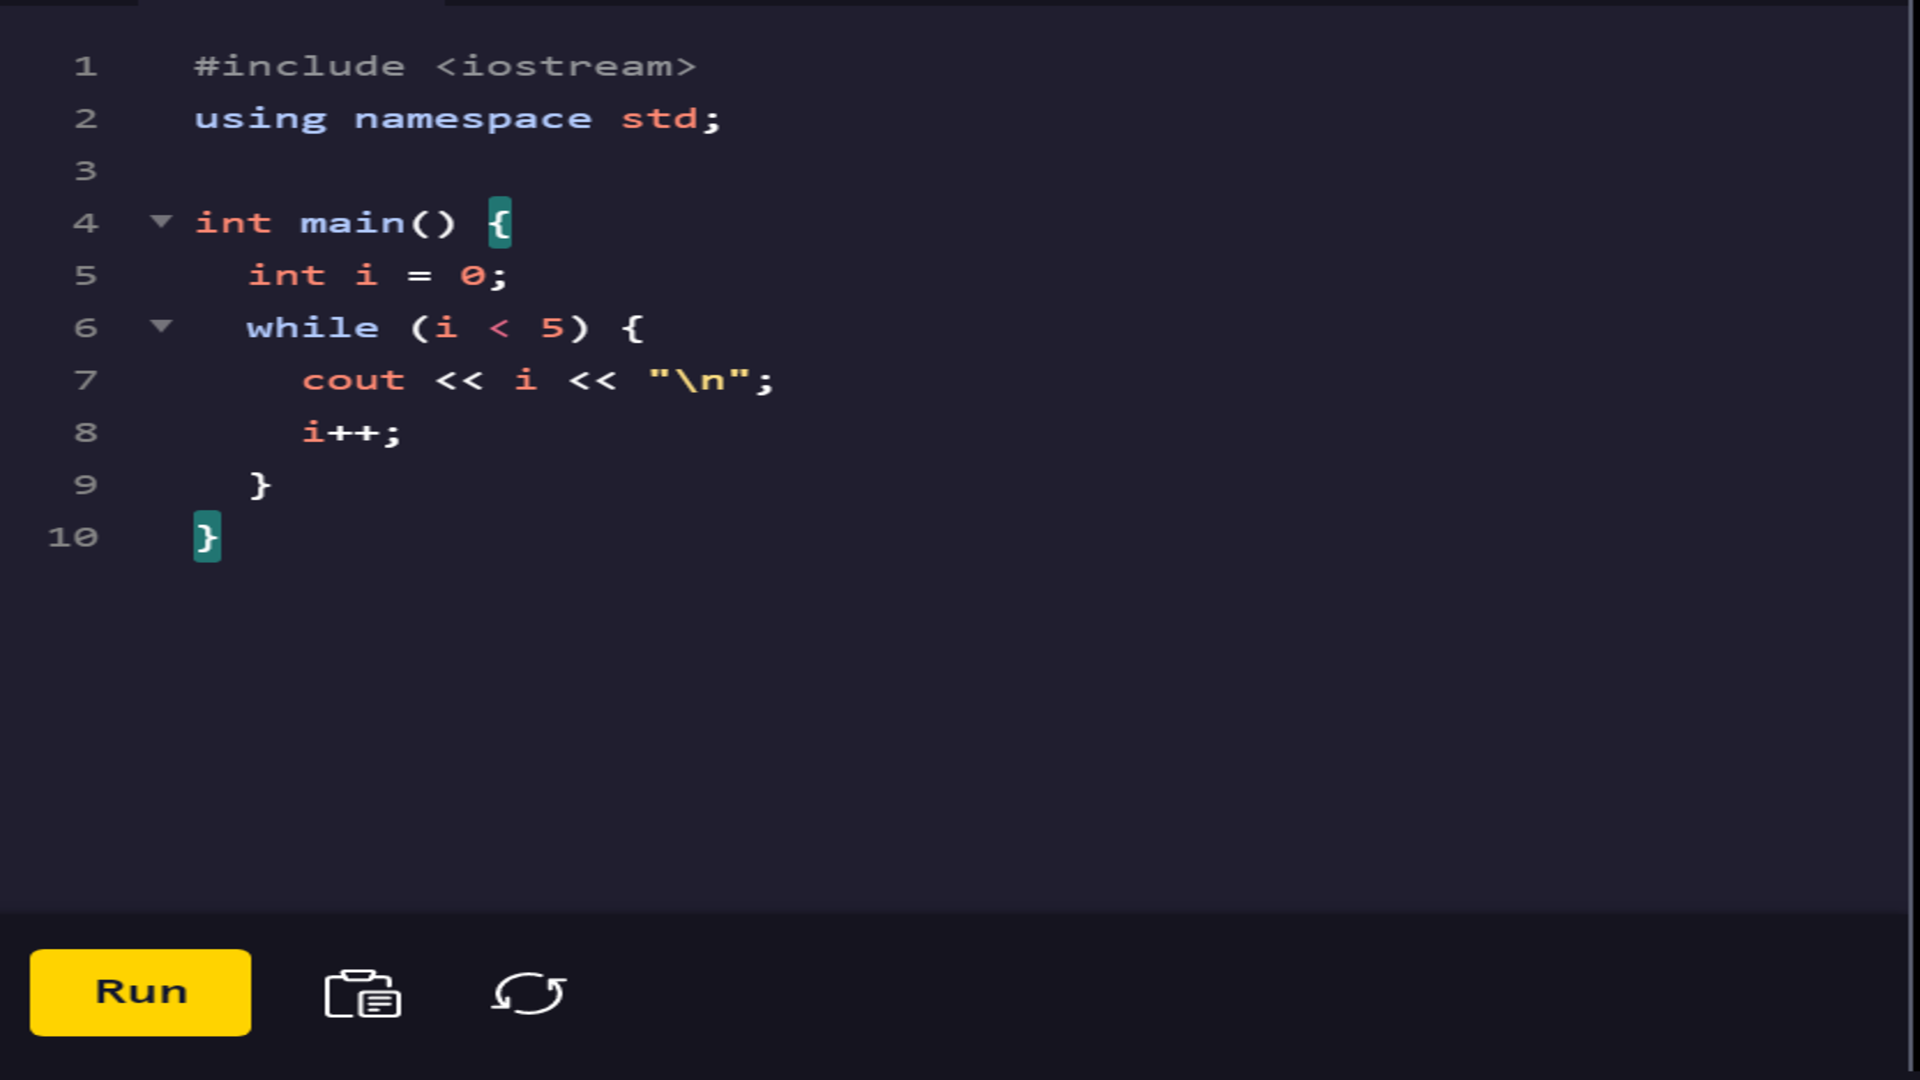 1 #include <iostream>
2 using namespace std;
3
4 int main() {
5 int i = 0;
6 while (i < 5) {
7 cout << i << "\n";
8 i++;
9 }
10 }
Run